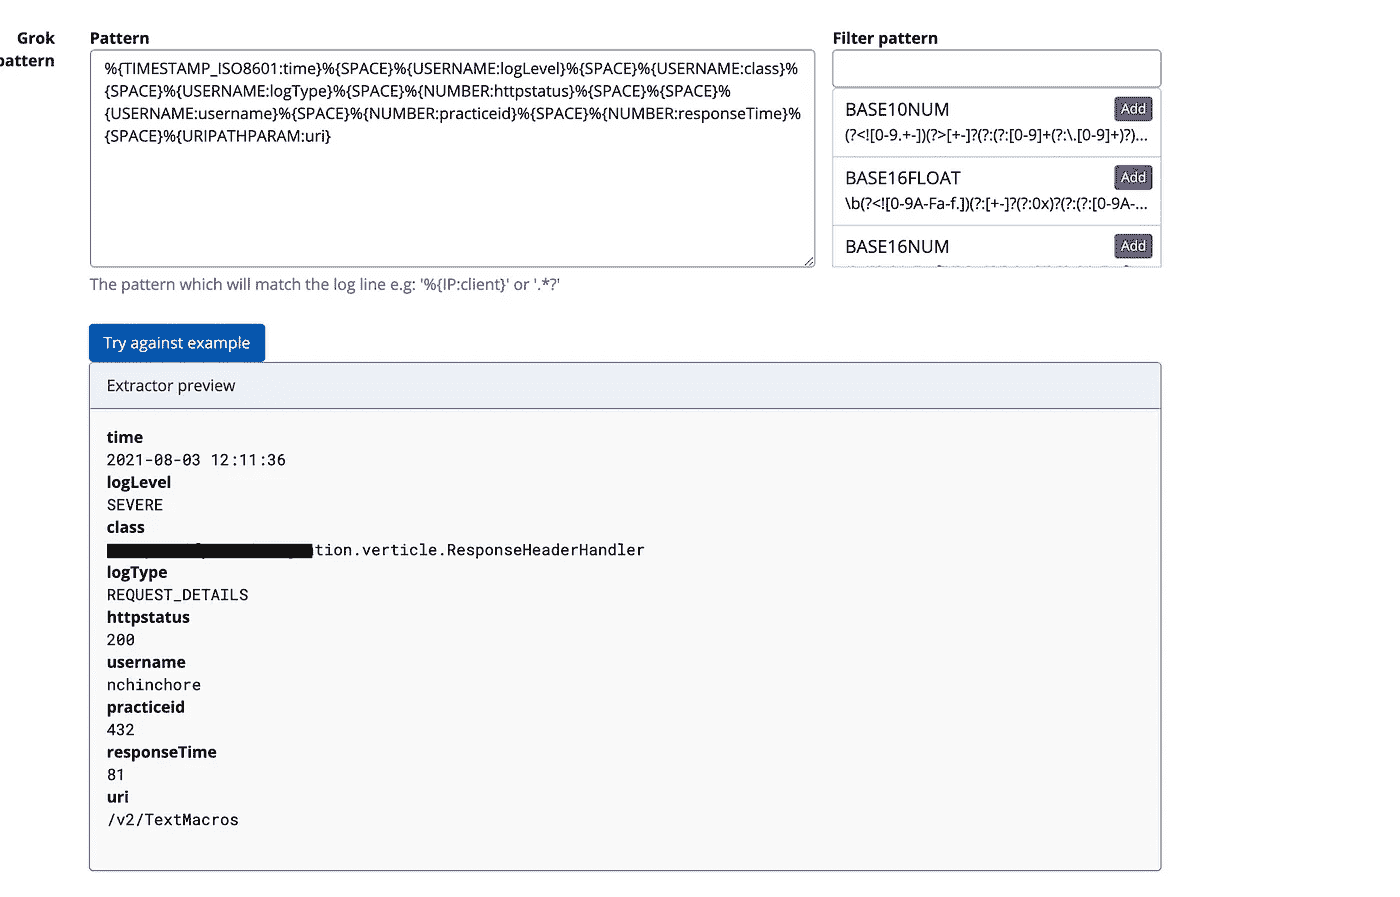 Grok
pattern
Pattern
%{TIMESTAMP_ISO8601:time}%{SPACE}%{USERNAME:logLevel}%{SPACE}%{USERNAME:class}%
{SPACE}%{USERNAME:logType}%{SPACE}%{NUMBER:httpstatus}%{SPACE}%{SPACE}%
{USERNAME:username}%{SPACE}%{NUMBER:practiceid}%{SPACE}%{NUMBER:responseTime}%
{SPACE}%{URIPATHPARAM:uri}
The pattern which will match the log line e.g: '%{IP:client}' or '.*?'
Filter pattern
BASE10NUM Add
(?<![0-9.+-])(?>[+-]?(?:(?:[0-9]+(?:\.[0-9]+)?)...
BASE16FLOAT Add
\b(?<![0-9A-Fa-f.])(?:[+-]?(?:0x)?(?:(?:[0-9A-...
BASE16NUM Add
Try against example
Extractor preview
time
2021-08-03 12:11:36
logLevel
SEVERE
class
tion.verticle.ResponseHeaderHandler
logType
REQUEST_DETAILS
httpstatus
200
username
nchinchore
practiceid
432
responseTime
81
uri
/v2/TextMacros